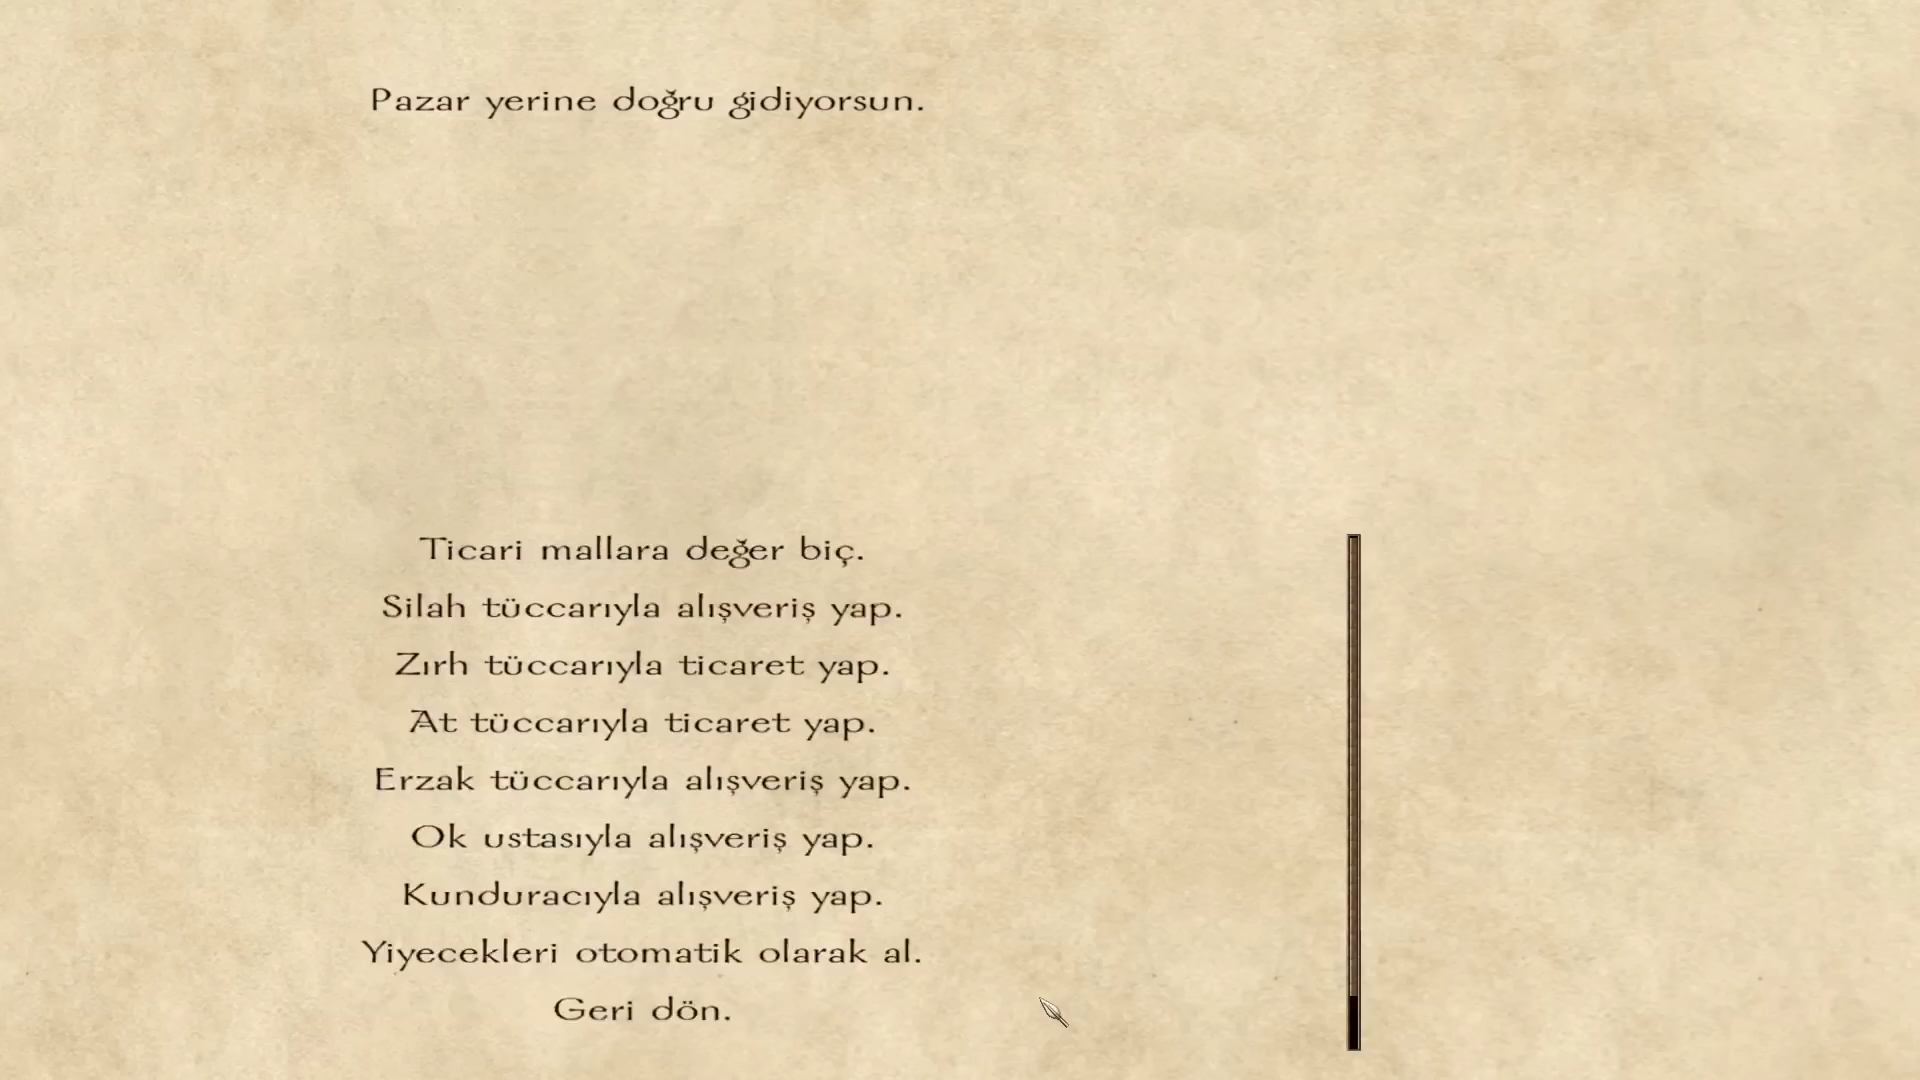 Pazar yerine doğru gidiyorsun.
Ticari mallara değer biç.
Silah tüccarıyla alışveriş yap.
Zırh tüccarıyla ticaret yap.
At tüccarıyla ticaret yap.
Erzak tüccarıyla alışveriş yap.
Ok ustasıyla alışveriş yap.
Kunduracıyla alışveriş yap.
Yiyecekleri otomatik olarak al.
Geri dön.